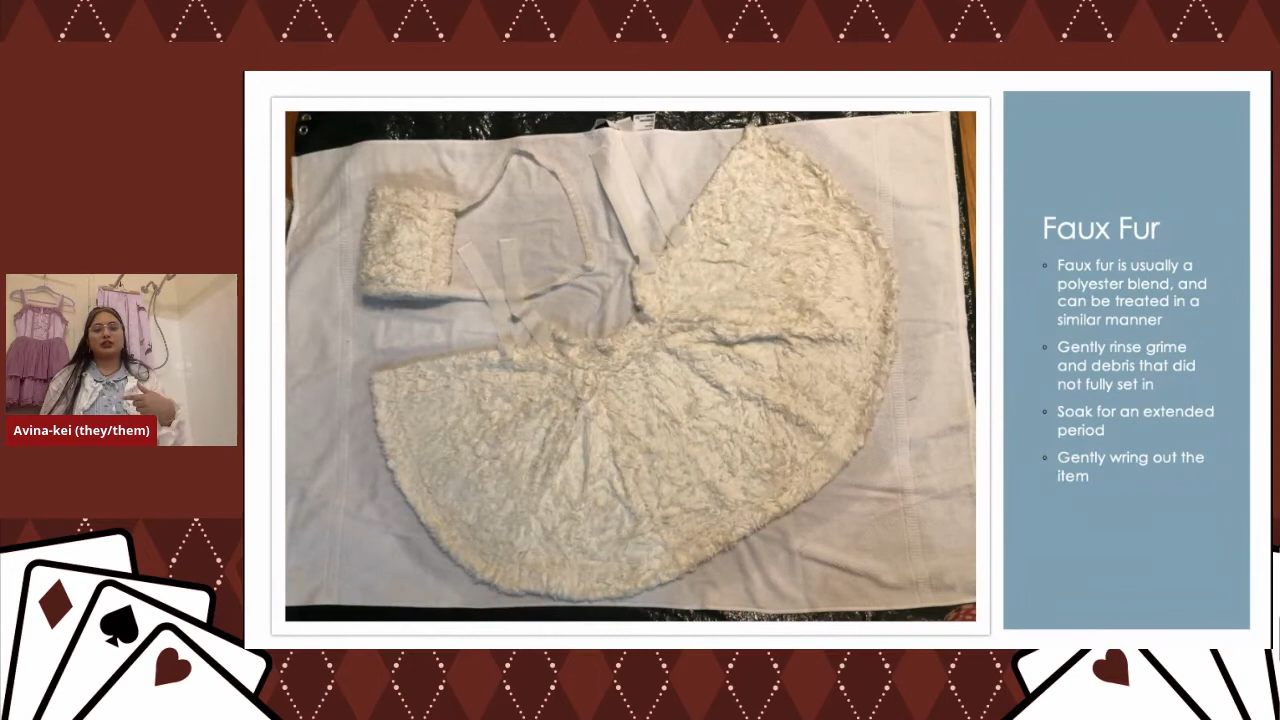 Faux Fur
◦ Faux fur is usually a
polyester blend, and
can be treated in a
similar manner
◦ Gently rinse grime
and debris that did
not fully set in
◦ Soak for an extended
period
◦ Gently wring out the
item
Avina-kei (they/them)